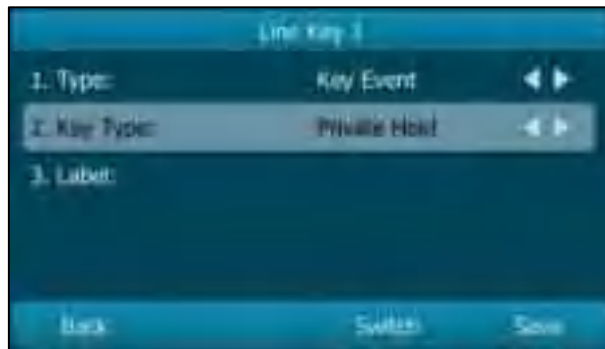 Line Key 1
1. Type: Key Event
2. Key Type: Private Hold
3. Label:
Back Switch Save